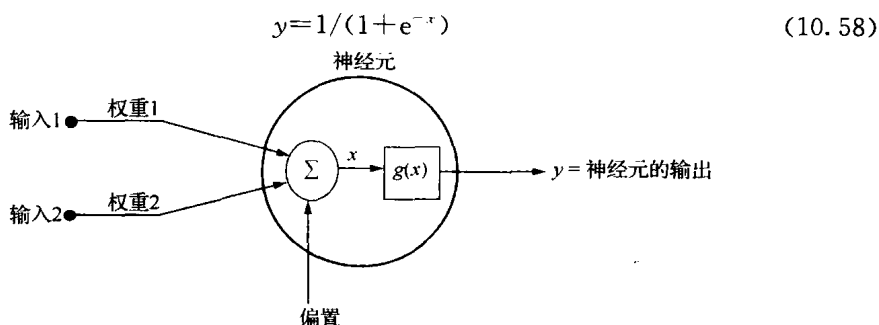 y=1/(1+e⁻ˣ) (10.58)
神经元
输入1 权重1
x
Σ g(x) y = 神经元的输出
输入2 权重2
偏置